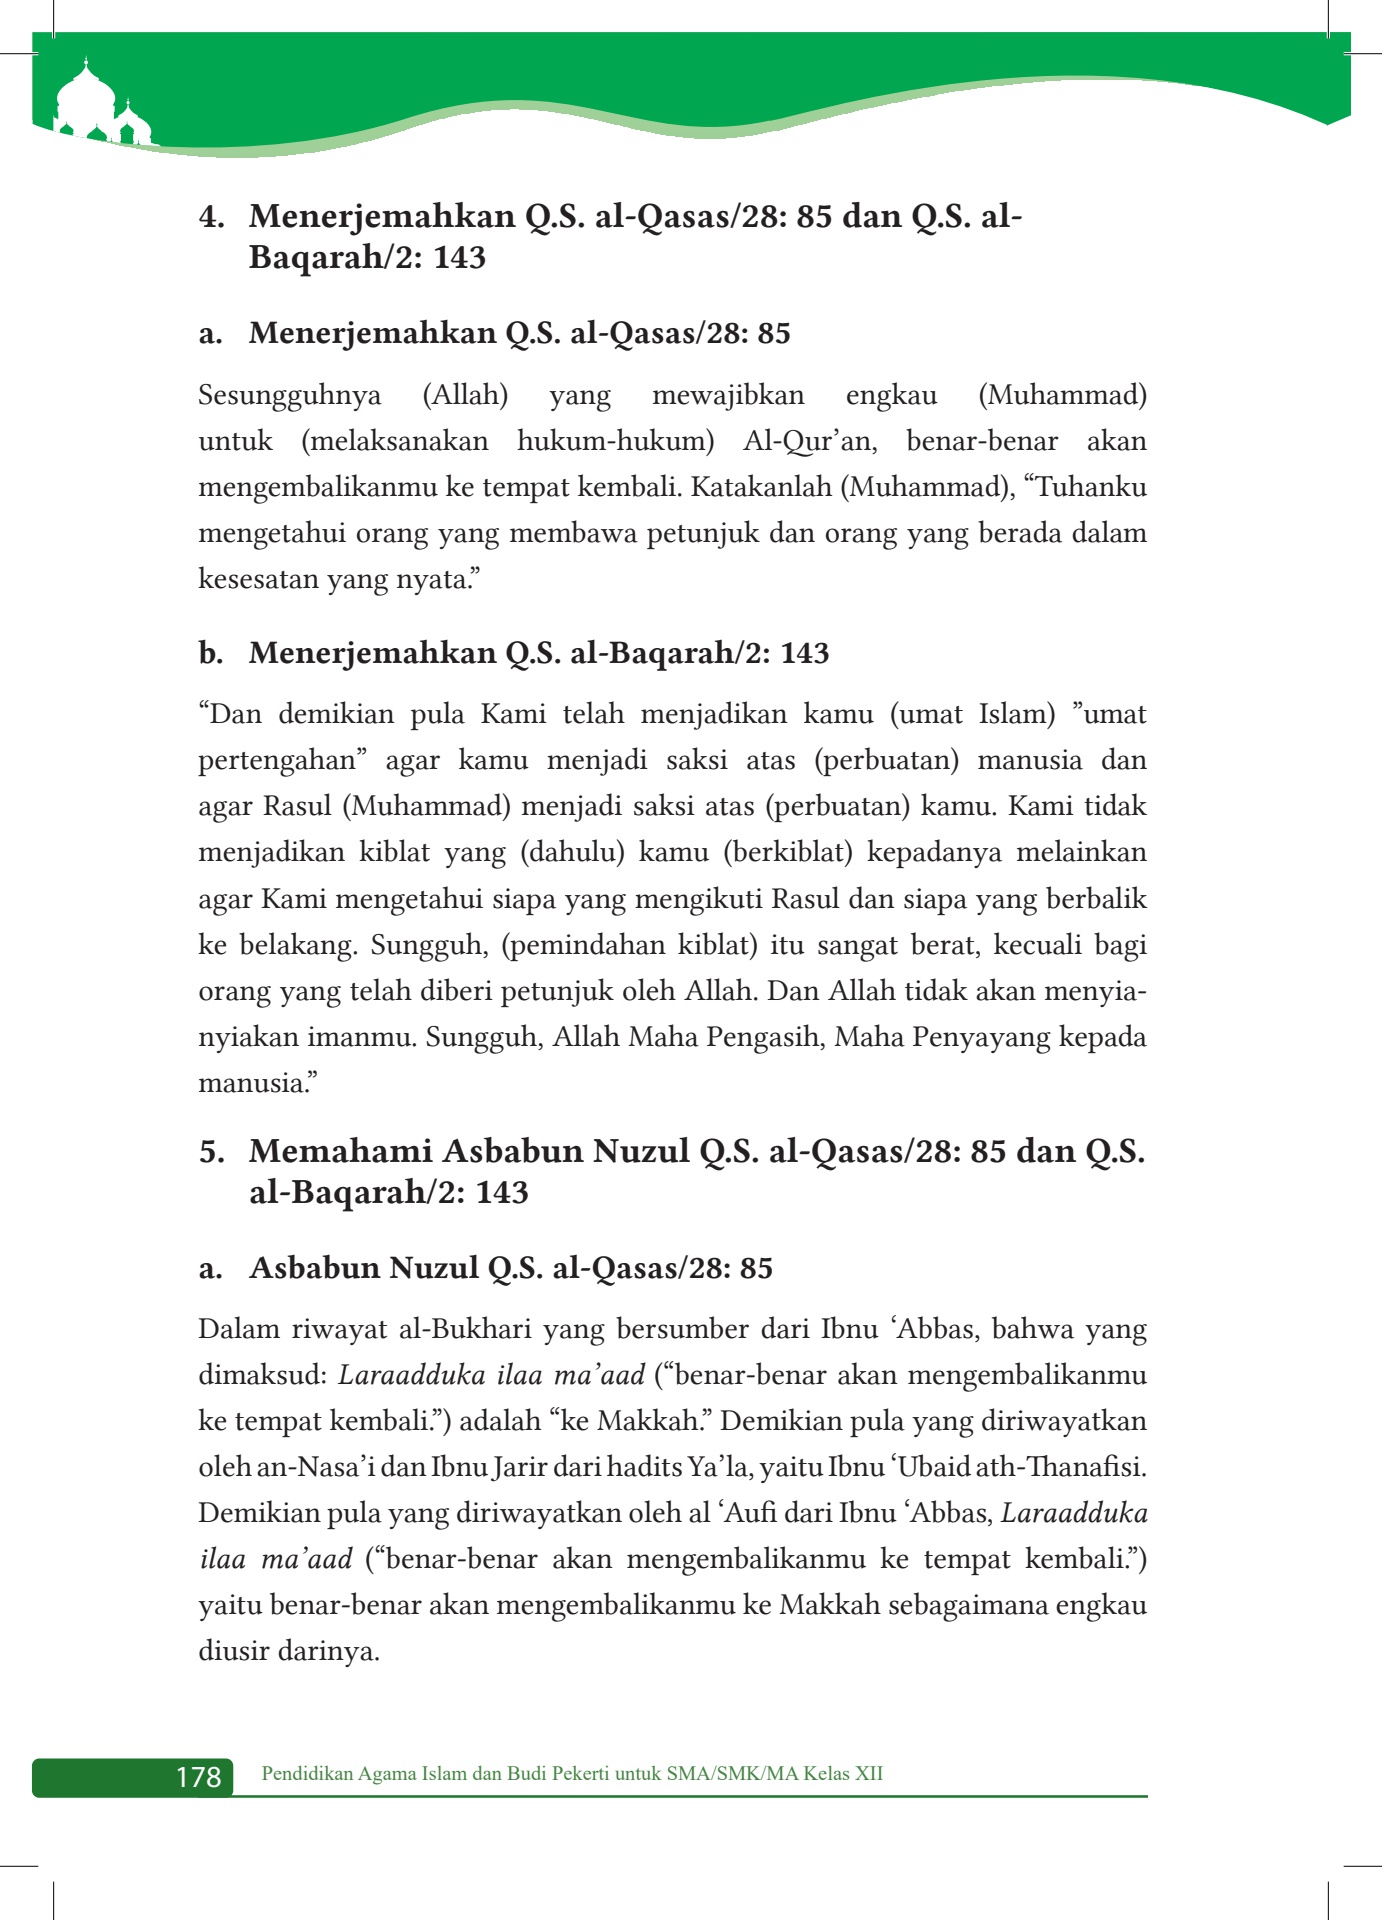 4. Menerjemahkan Q.S. al-Qasas/28: 85 dan Q.S. al-
Baqarah/2: 143
a. Menerjemahkan Q.S. al-Qasas/28: 85
Sesungguhnya (Allah) yang mewajibkan engkau (Muhammad)
untuk (melaksanakan hukum-hukum) Al-Qur’an, benar-benar akan
mengembalikanmu ke tempat kembali. Katakanlah (Muhammad), “Tuhanku
mengetahui orang yang membawa petunjuk dan orang yang berada dalam
kesesatan yang nyata.”
b. Menerjemahkan Q.S. al-Baqarah/2: 143
“Dan demikian pula Kami telah menjadikan kamu (umat Islam) ”umat
pertengahan” agar kamu menjadi saksi atas (perbuatan) manusia dan
agar Rasul (Muhammad) menjadi saksi atas (perbuatan) kamu. Kami tidak
menjadikan kiblat yang (dahulu) kamu (berkiblat) kepadanya melainkan
agar Kami mengetahui siapa yang mengikuti Rasul dan siapa yang berbalik
ke belakang. Sungguh, (pemindahan kiblat) itu sangat berat, kecuali bagi
orang yang telah diberi petunjuk oleh Allah. Dan Allah tidak akan menyia-
nyiakan imanmu. Sungguh, Allah Maha Pengasih, Maha Penyayang kepada
manusia.”
5. Memahami Asbabun Nuzul Q.S. al-Qasas/28: 85 dan Q.S.
al-Baqarah/2: 143
a. Asbabun Nuzul Q.S. al-Qasas/28: 85
Dalam riwayat al-Bukhari yang bersumber dari Ibnu ‘Abbas, bahwa yang
dimaksud: Laraadduka ilaa ma’aad (“benar-benar akan mengembalikanmu
ke tempat kembali.”) adalah “ke Makkah.” Demikian pula yang diriwayatkan
oleh an-Nasa’i dan Ibnu Jarir dari hadits Ya’la, yaitu Ibnu ‘Ubaid ath-Thanafisi.
Demikian pula yang diriwayatkan oleh al ‘Aufi dari Ibnu ‘Abbas, Laraadduka
ilaa ma’aad (“benar-benar akan mengembalikanmu ke tempat kembali.”)
yaitu benar-benar akan mengembalikanmu ke Makkah sebagaimana engkau
diusir darinya.
178 Pendidikan Agama Islam dan Budi Pekerti untuk SMA/SMK/MA Kelas XII